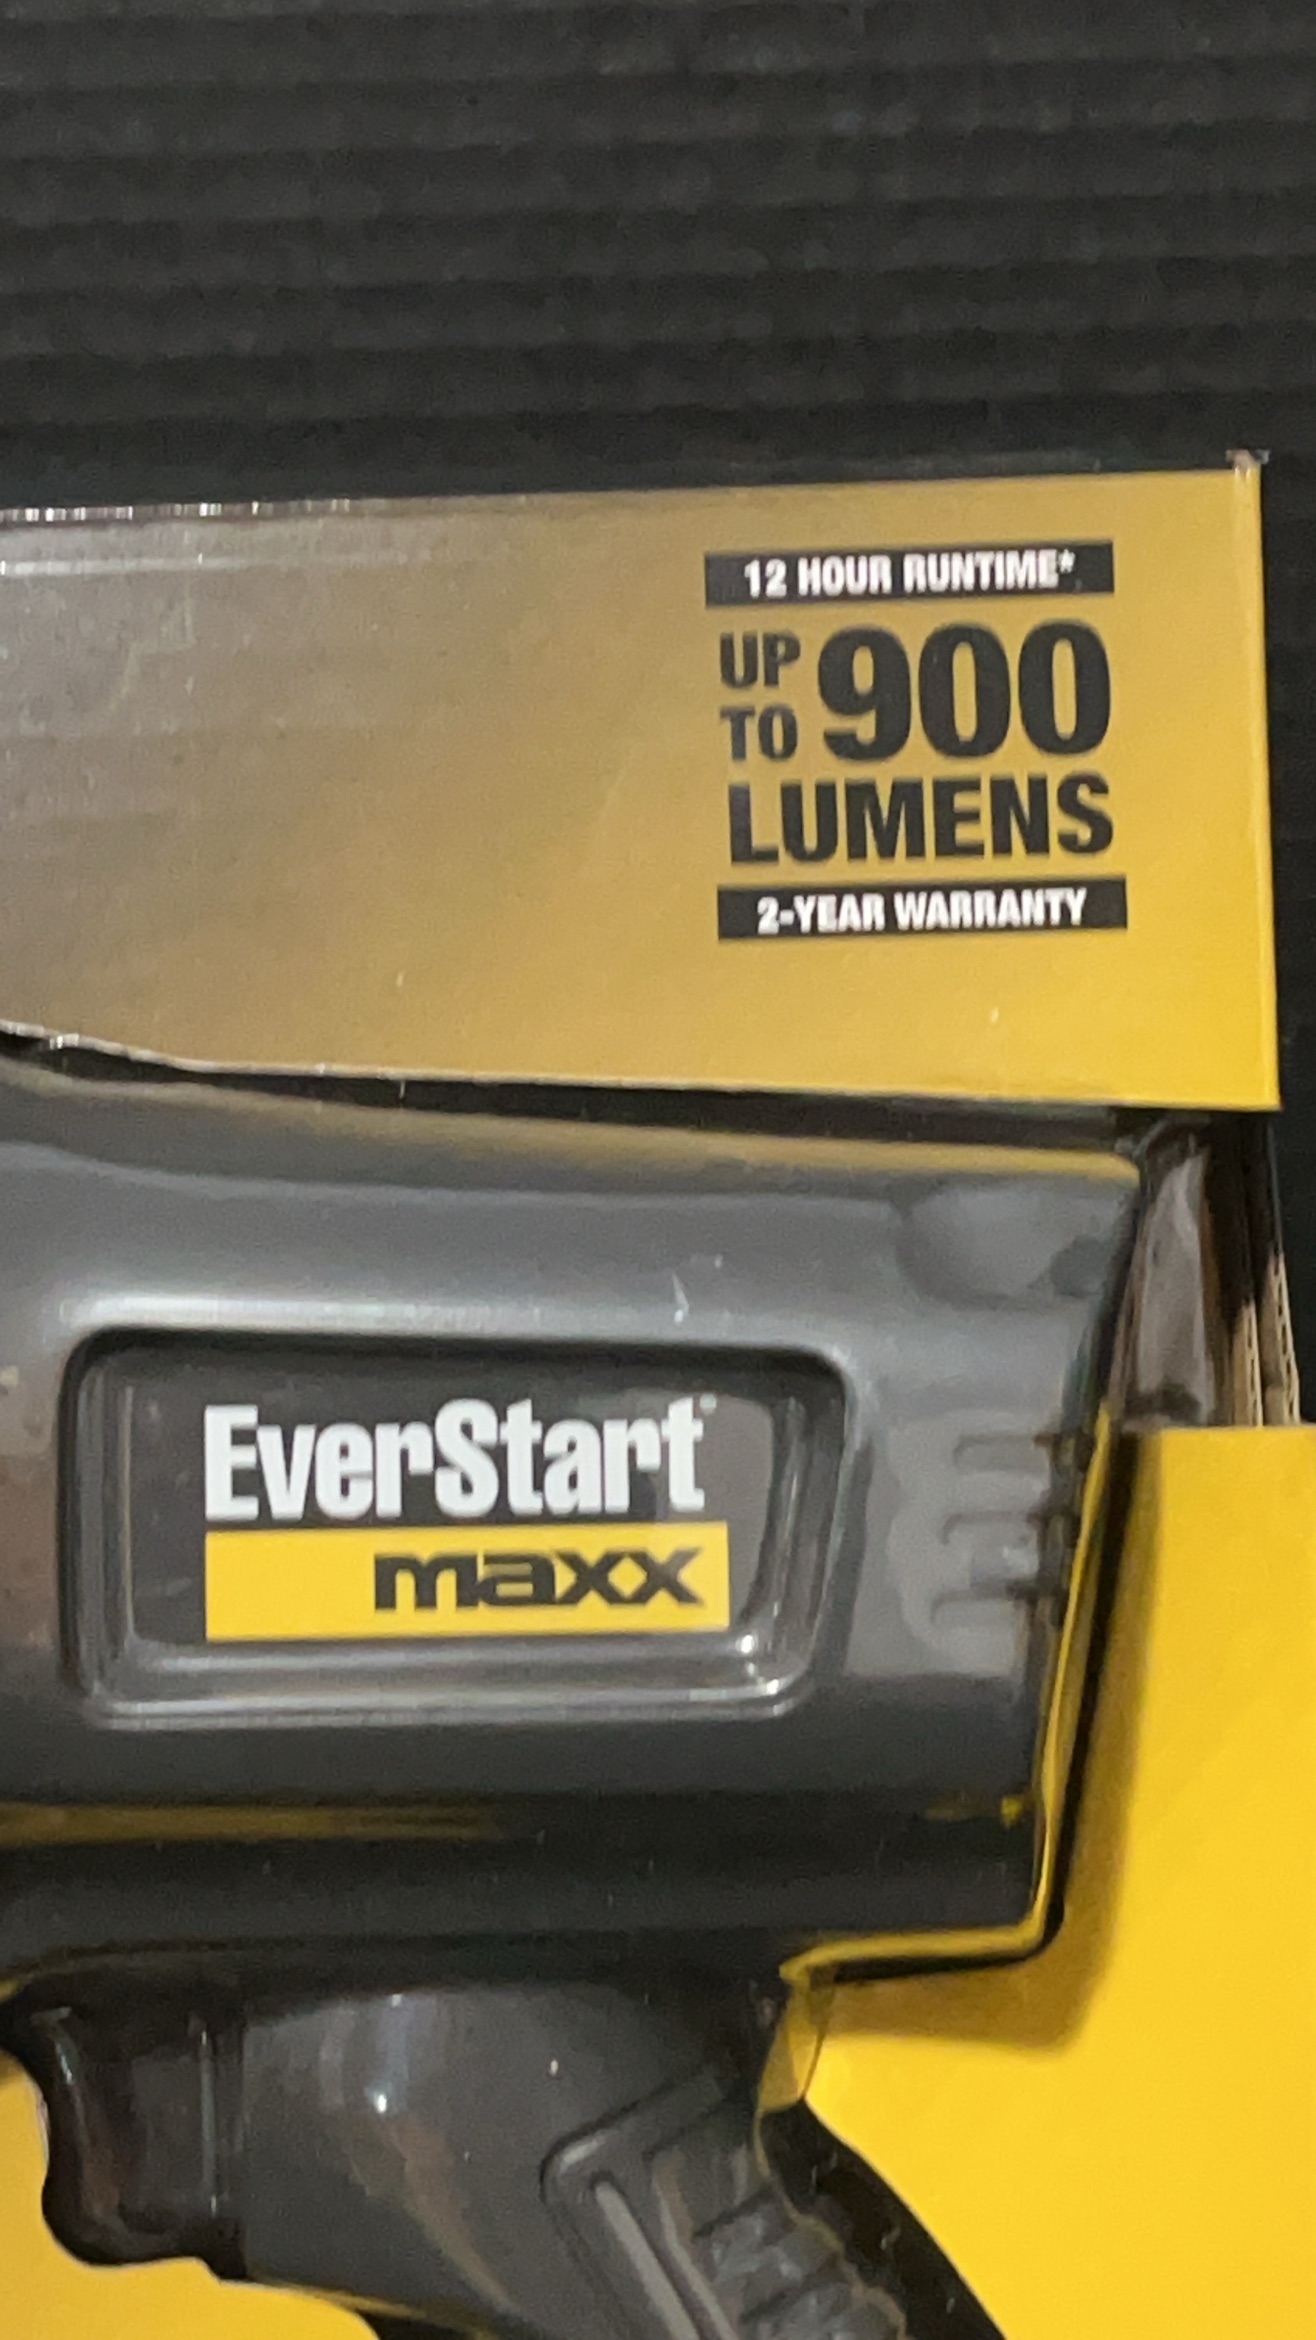 12 HOUR RUNTIME*
UP TO 900
LUMENS
2-YEAR WARRANTY
EverStart
maxx